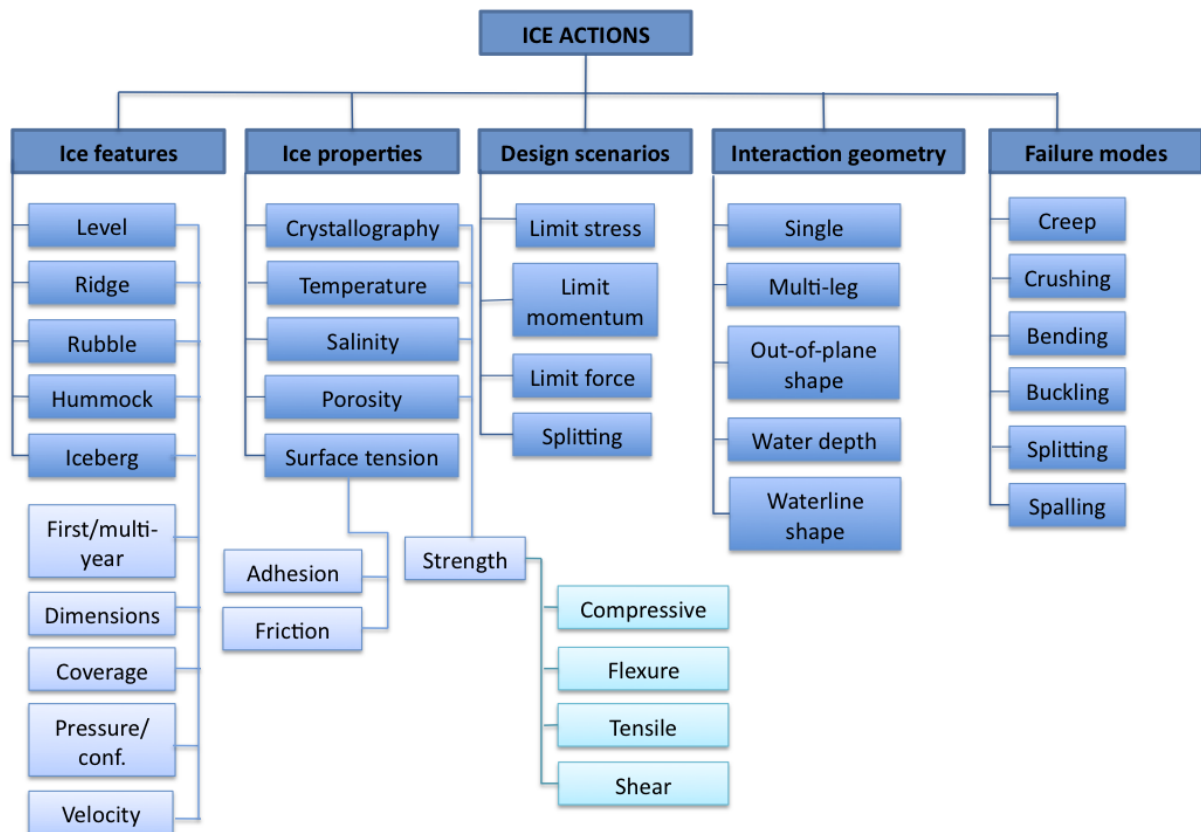 ICE ACTIONS
Ice features
Level
Ridge
Rubble
Hummock
Iceberg
First/multi-
year
Dimensions
Coverage
Pressure/
conf.
Velocity
Ice properties
Crystallography
Temperature
Salinity
Porosity
Surface tension
Adhesion
Friction
Strength
Compressive
Flexure
Tensile
Shear
Design scenarios
Limit stress
Limit
momentum
Limit force
Splitting
Interaction geometry
Single
Multi-leg
Out-of-plane
shape
Water depth
Waterline
shape
Failure modes
Creep
Crushing
Bending
Buckling
Splitting
Spalling